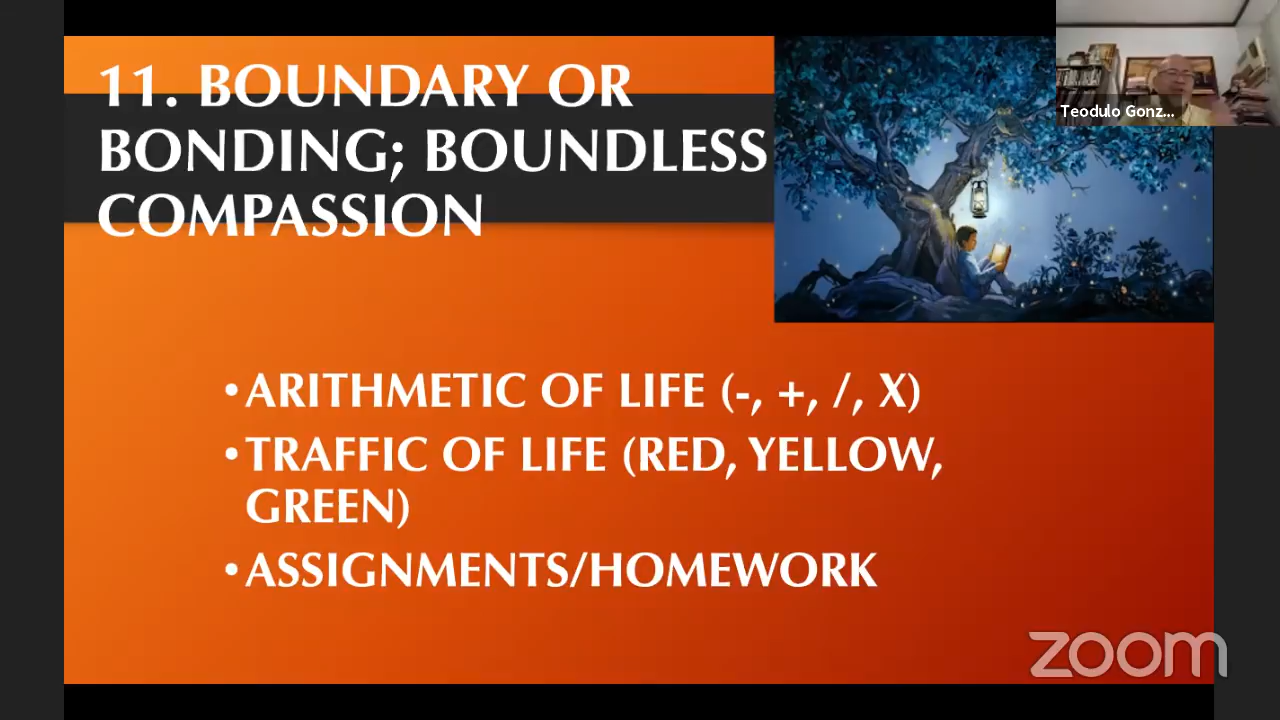 11. BOUNDARY OR
BONDING; BOUNDLESS
COMPASSION
Teodulo Gonz...
•ARITHMETIC OF LIFE (-, +, /, X)
•TRAFFIC OF LIFE (RED, YELLOW,
GREEN)
•ASSIGNMENTS/HOMEWORK
zoom